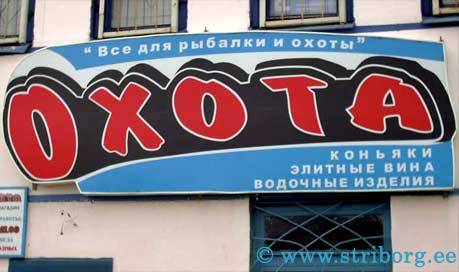 "Все для рыбалки и охоты"
ОХОТА
КОНЬЯКИ
ЭЛИТНЫЕ ВИНА
ВОДОЧНЫЕ ИЗДЕЛИЯ
© www.striborg.ee